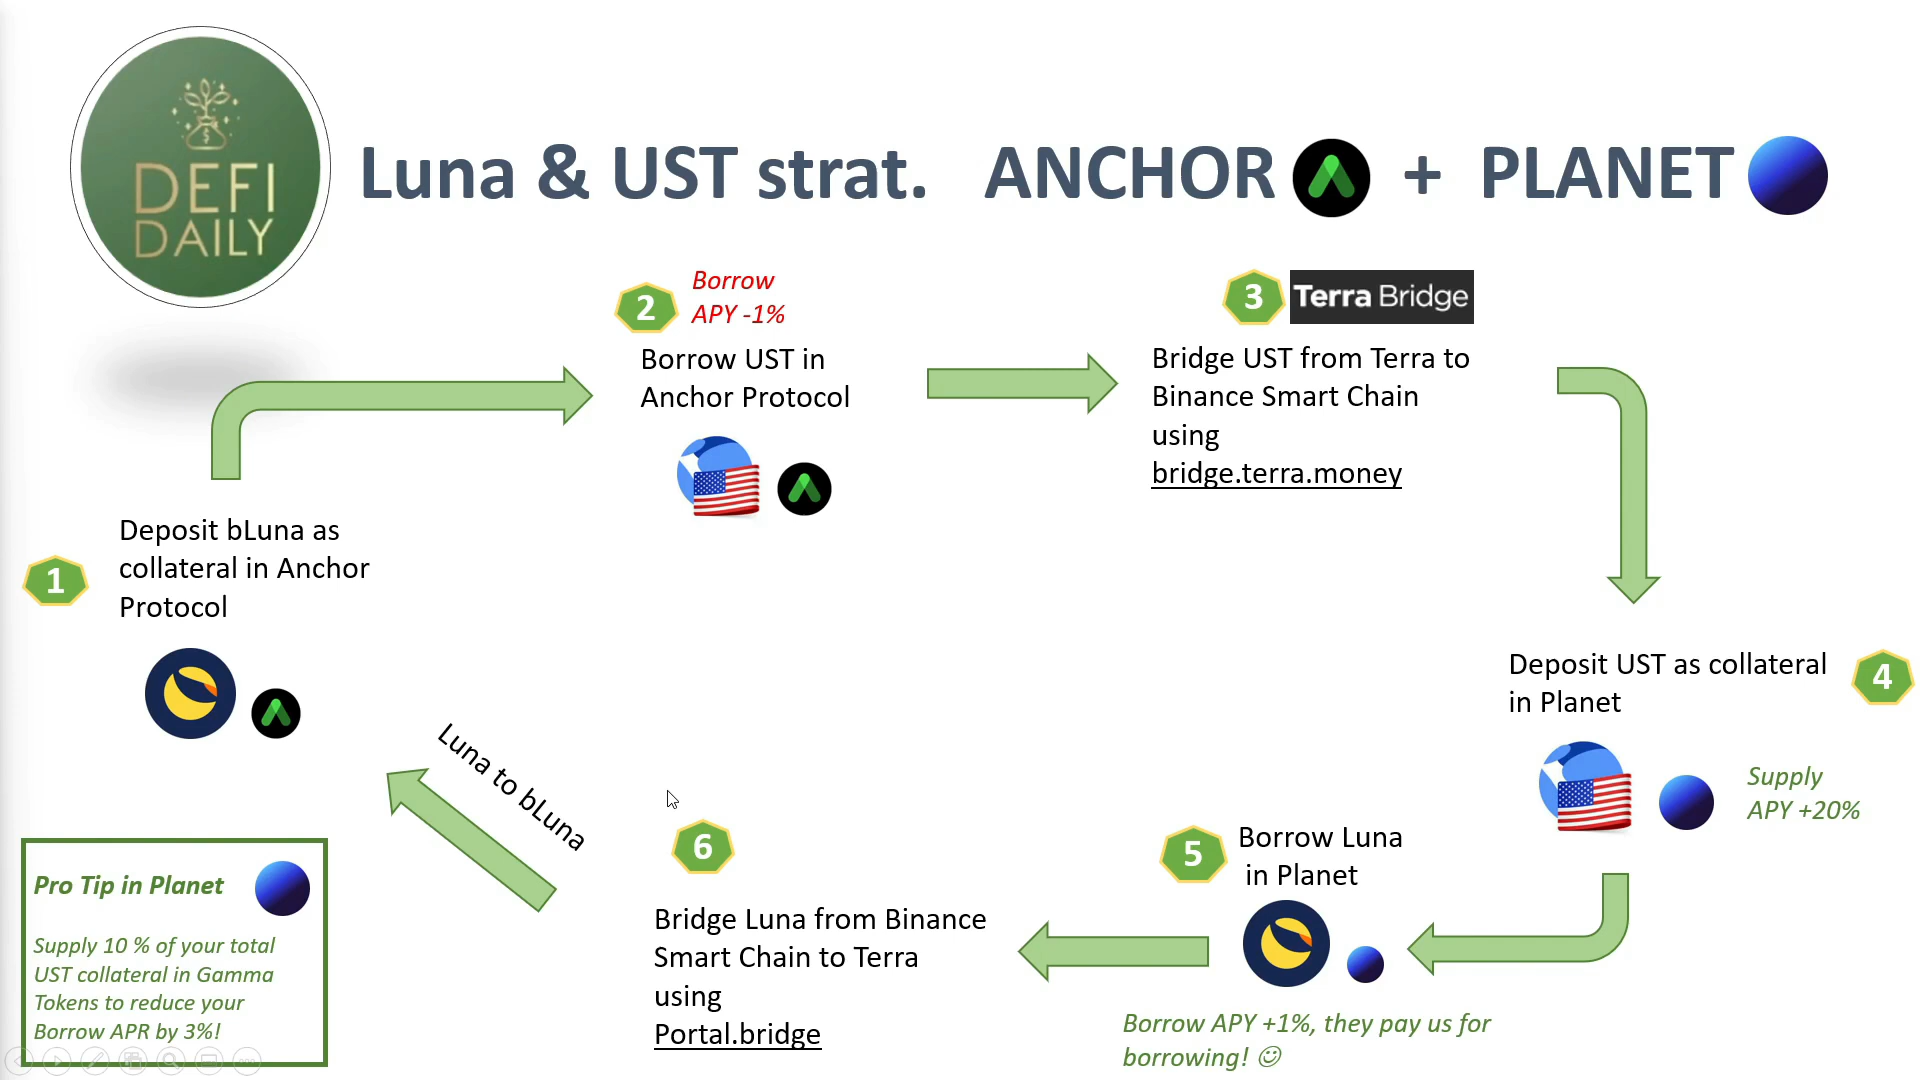 DEFI
DAILY
Luna & UST strat. ANCHOR + PLANET
1
Deposit bLuna as
collateral in Anchor
Protocol
2
Borrow
APY -1%
Borrow UST in
Anchor Protocol
3
Terra Bridge
Bridge UST from Terra to
Binance Smart Chain
using
bridge.terra.money
4
Deposit UST as collateral
in Planet
Supply
APY +20%
5
Borrow Luna
in Planet
Borrow APY +1%, they pay us for
borrowing! ☺
6
Bridge Luna from Binance
Smart Chain to Terra
using
Portal.bridge
Luna to bLuna
Pro Tip in Planet
Supply 10 % of your total
UST collateral in Gamma
Tokens to reduce your
Borrow APR by 3%!